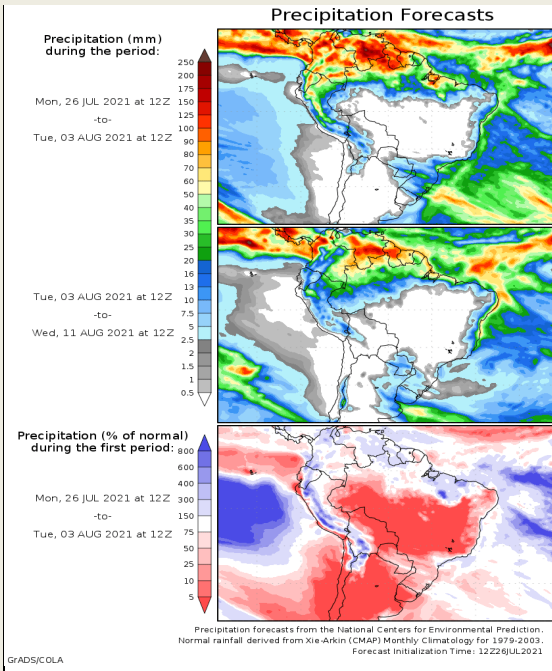 Precipitation Forecasts
Precipitation (mm)
during the period:
Mon, 26 JUL 2021 at 12Z
-to-
Tue, 03 AUG 2021 at 12Z
250
200
175
150
125
100
90
80
70
60
50
40
35
30
25
20
16
13
10
7.5
5
2.5
2
1.5
1
0.5
Tue, 03 AUG 2021 at 12Z
-to-
Wed, 11 AUG 2021 at 12Z
Precipitation (% of normal)
during the first period:
Mon, 26 JUL 2021 at 12Z
-to-
Tue, 03 AUG 2021 at 12Z
800
600
400
300
150
75
50
25
10
5
Precipitation forecasts from the National Centers for Environmental Prediction.
Normal rainfall derived from Xie-Arkin (CMAP) Monthly Climatology for 1979-2003.
Forecast Initialization Time: 12Z26JUL2021
GrADS/COLA